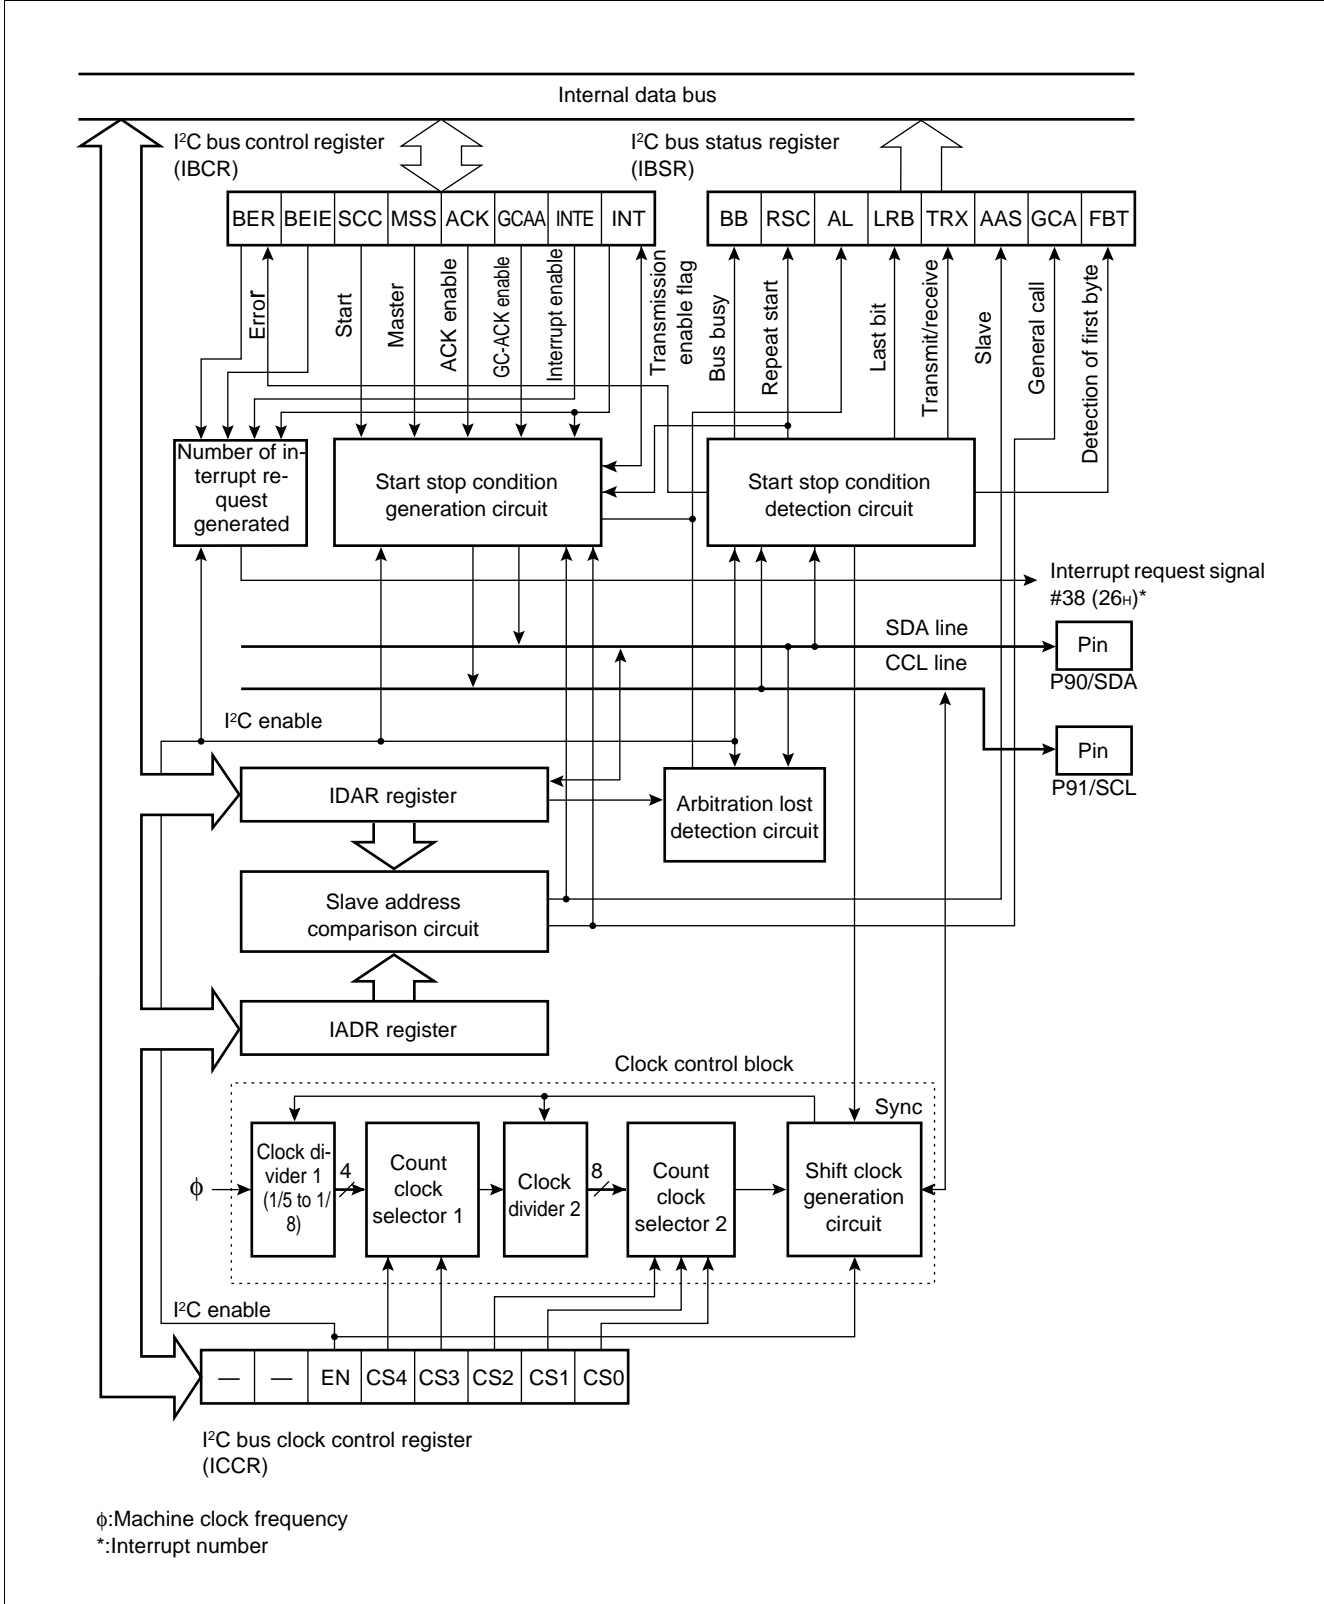 Internal data bus
I²C bus control register
(IBCR)
I²C bus status register
(IBSR)
BER BEIE SCC MSS ACK GCAA INTE INT
BB RSC AL LRB TRX AAS GCA FBT
Error
Start
Master
ACK enable
GC-ACK enable
Interrupt enable
Transmission
enable flag
Bus busy
Repeat start
Last bit
Transmit/receive
Slave
General call
Detection of first byte
Number of in-
terrupt re-
quest
generated
Start stop condition
generation circuit
Start stop condition
detection circuit
Interrupt request signal
#38 (26H)*
SDA line
Pin
P90/SDA
CCL line
I²C enable
Pin
P91/SCL
IDAR register
Arbitration lost
detection circuit
Slave address
comparison circuit
IADR register
Clock control block
Sync
ϕ
Clock di-
vider 1
(1/5 to 1/
8)
4
Count
clock
selector 1
Clock
divider 2
8
Count
clock
selector 2
Shift clock
generation
circuit
I²C enable
— — EN CS4 CS3 CS2 CS1 CS0
I²C bus clock control register
(ICCR)
ϕ:Machine clock frequency
*:Interrupt number